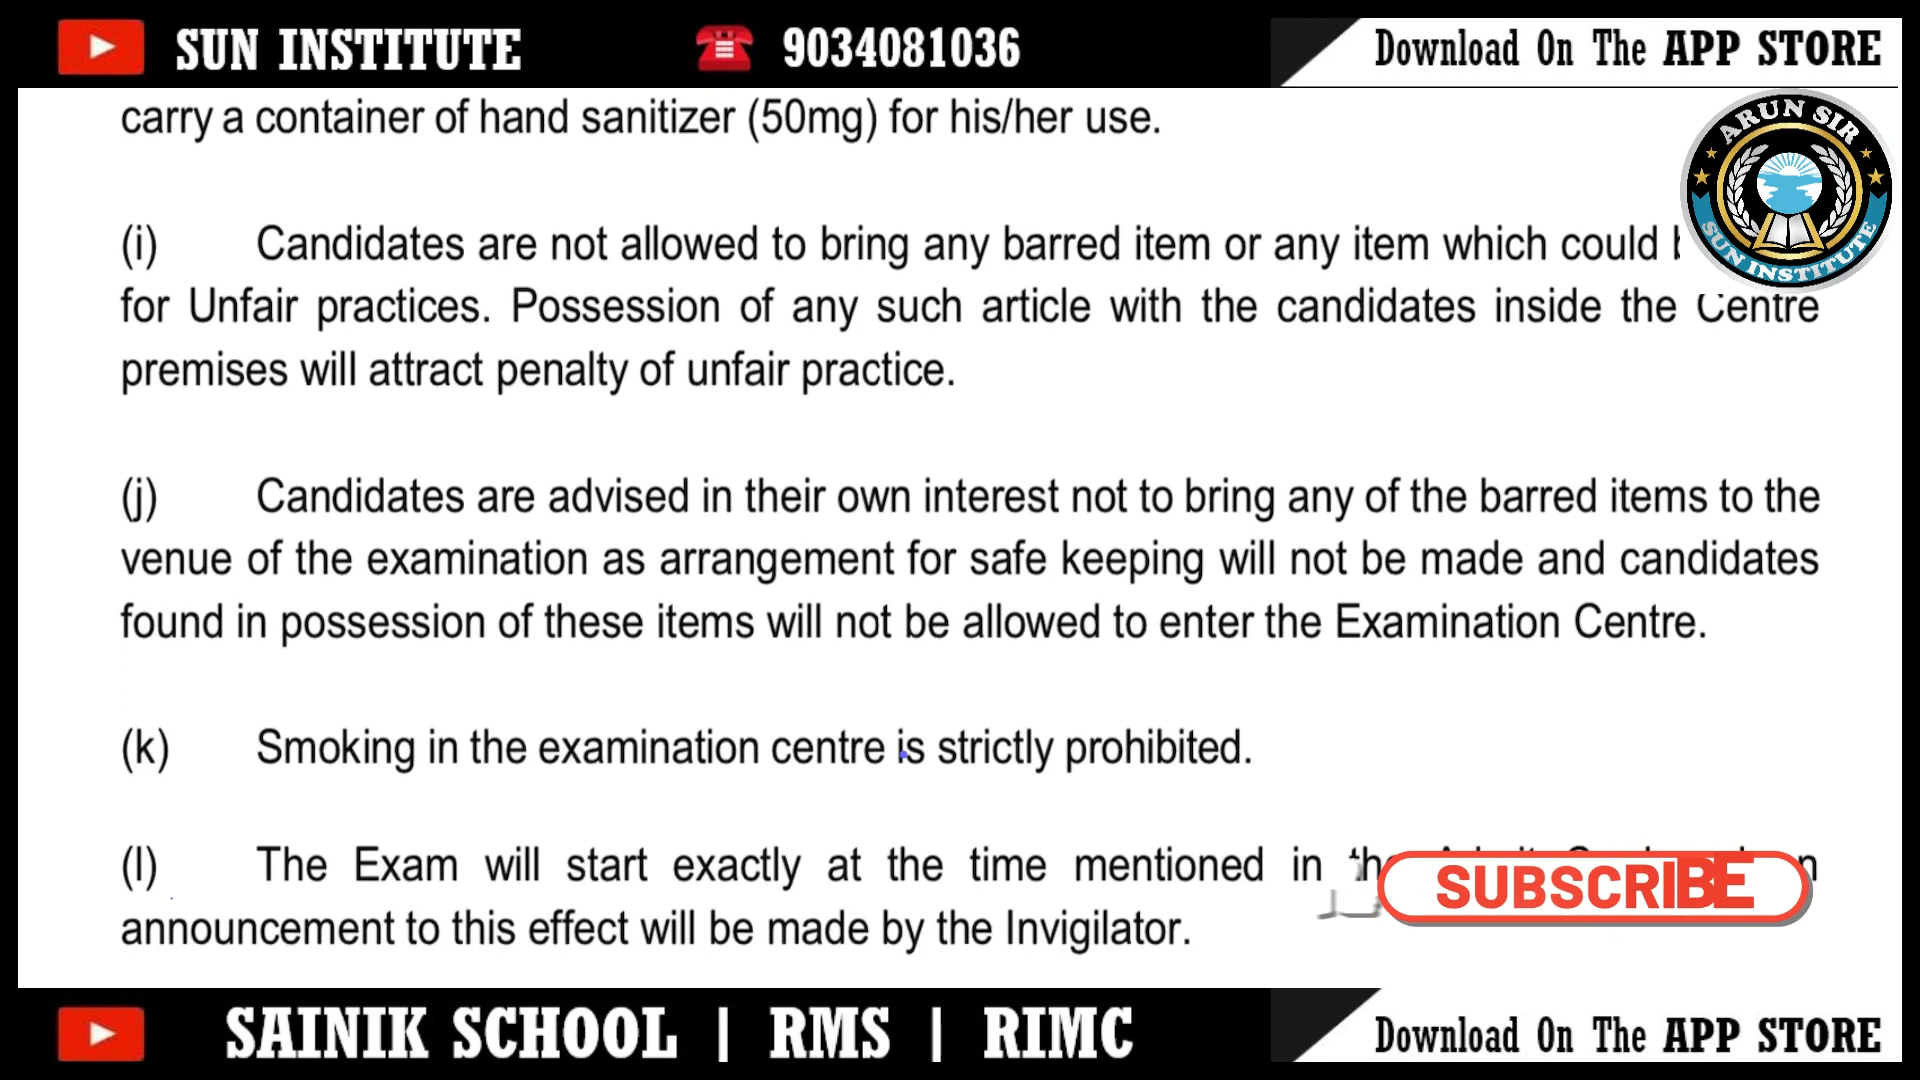 SUN INSTITUTE
9034081036
Download On The APP STORE
carry a container of hand sanitizer (50mg) for his/her use.
ARUN SIR
SUN INSTITUTE
(i) Candidates are not allowed to bring any barred item or any item which could
for Unfair practices. Possession of any such article with the candidates inside the Centre
premises will attract penalty of unfair practice.
(j) Candidates are advised in their own interest not to bring any of the barred items to the
venue of the examination as arrangement for safe keeping will not be made and candidates
found in possession of these items will not be allowed to enter the Examination Centre.
(k) Smoking in the examination centre is strictly prohibited.
(l) The Exam will start exactly at the time mentioned in
SUBSCRIBE
announcement to this effect will be made by the Invigilator.
SAINIK SCHOOL | RMS | RIMC
Download On The APP STORE